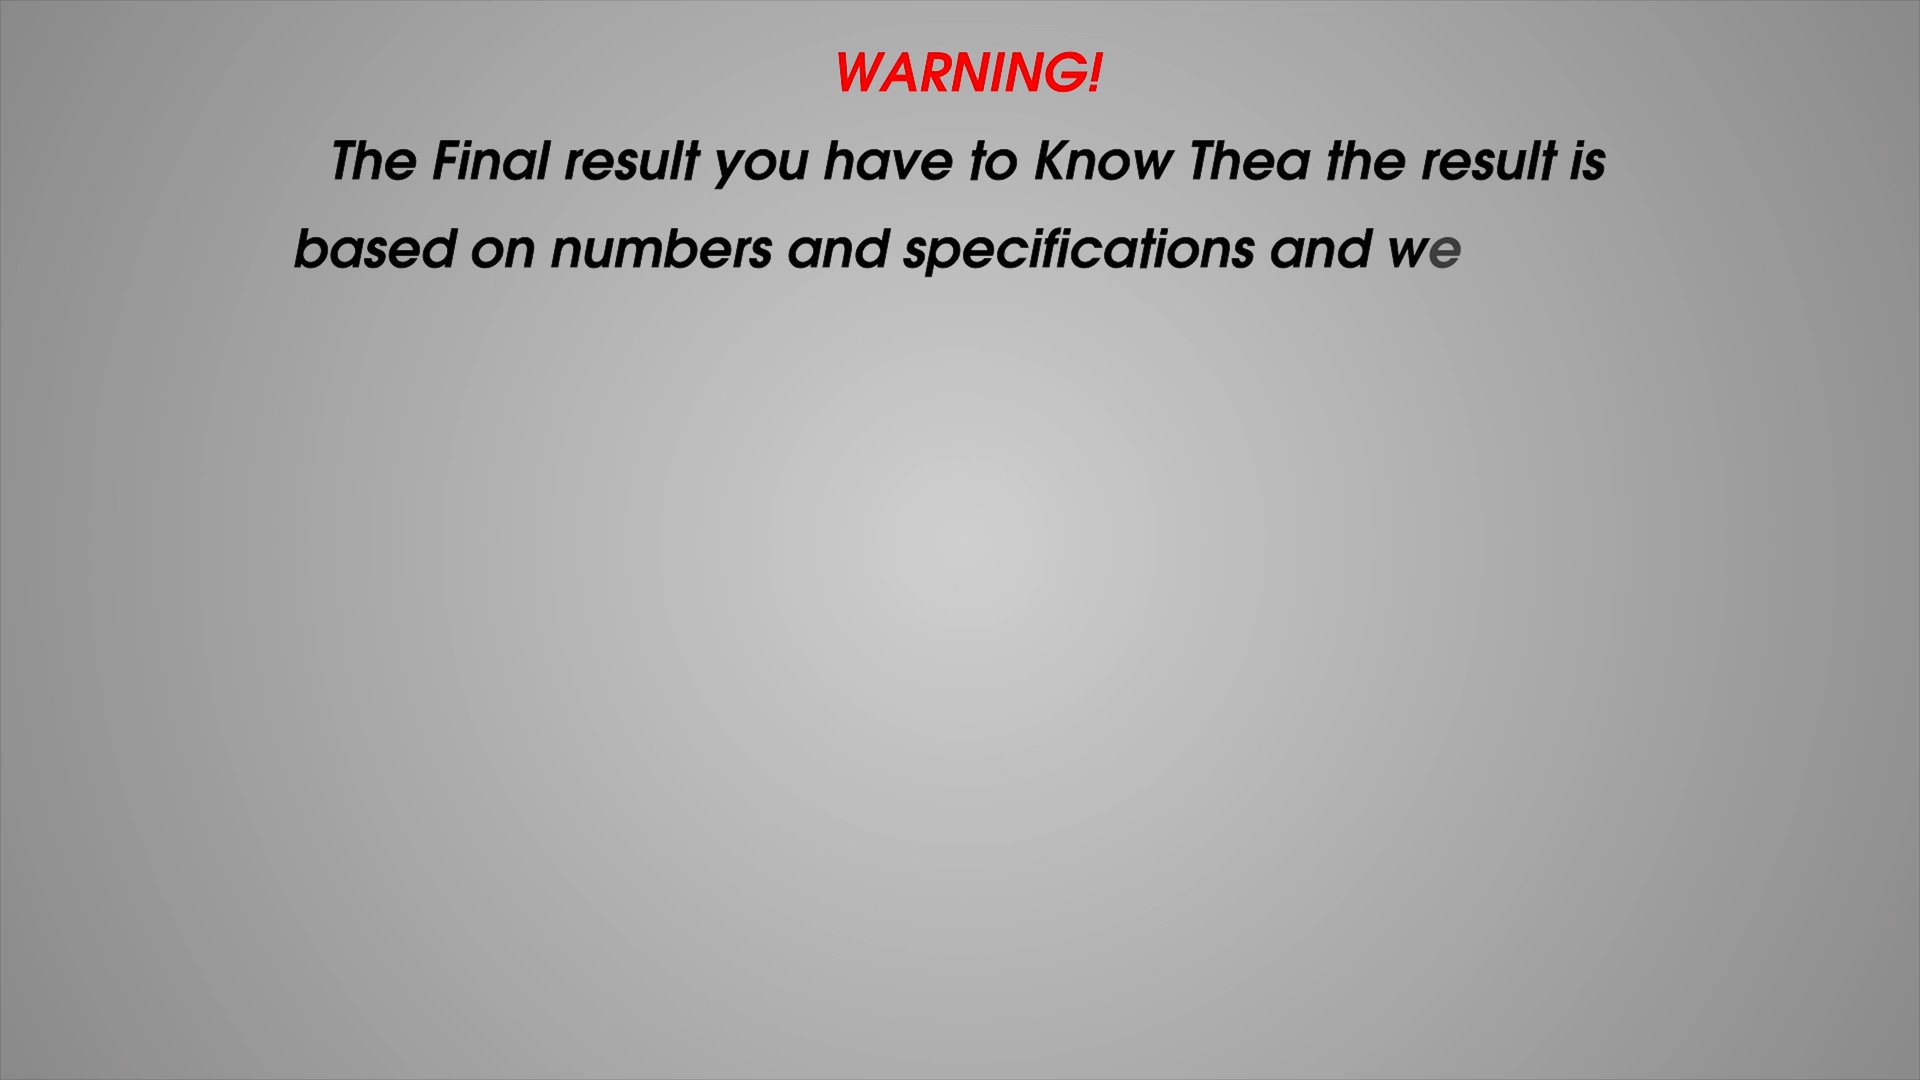 WARNING!
The Final result you have to Know Thea the result is
based on numbers and specifications and we